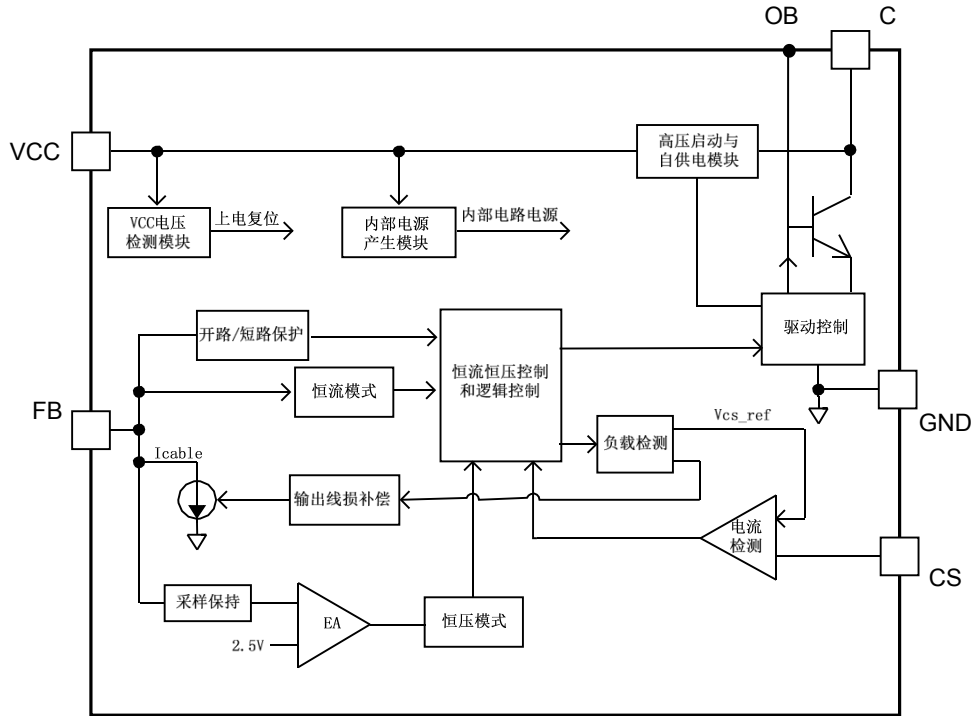 OB
C
VCC
高压启动与
自供电模块
VCC电压
检测模块
上电复位
内部电源
产生模块
内部电路电源
开路/短路保护
恒流模式
恒流恒压控制
和逻辑控制
驱动控制
FB
GND
Vcs_ref
负载检测
Icable
输出线损补偿
电流
检测
CS
采样保持
EA
恒压模式
2.5V